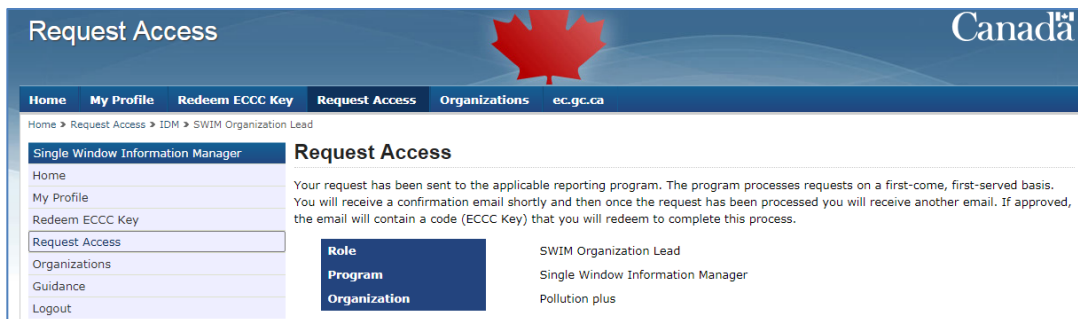 Request Access
Canada
Home My Profile Redeem ECCC Key Request Access Organizations ec.gc.ca
Home > Request Access > IDM > SWIM Organization Lead
Single Window Information Manager
Home
My Profile
Redeem ECCC Key
Request Access
Organizations
Guidance
Logout
Request Access
Your request has been sent to the applicable reporting program. The program processes requests on a first-come, first-served basis.
You will receive a confirmation email shortly and then once the request has been processed you will receive another email. If approved,
the email will contain a code (ECCC Key) that you will redeem to complete this process.
Role SWIM Organization Lead
Program Single Window Information Manager
Organization Pollution plus